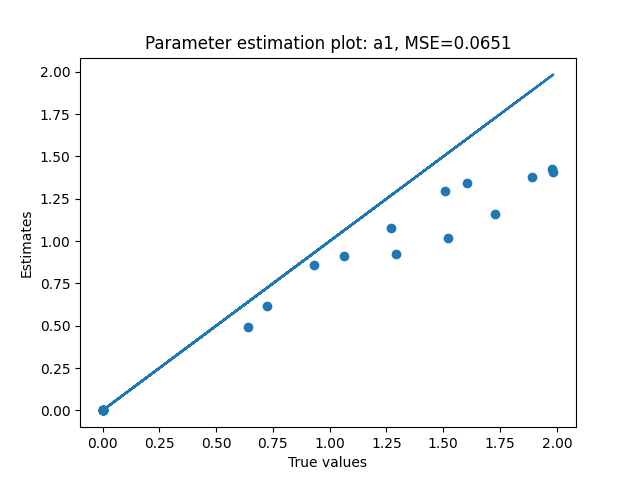 Parameter estimation plot: a1, MSE=0.0651
2.00
1.75
1.50
1.25
1.00
0.75
0.50
0.25
0.00
Estimates
0.00 0.25 0.50 0.75 1.00 1.25 1.50 1.75 2.00
True values